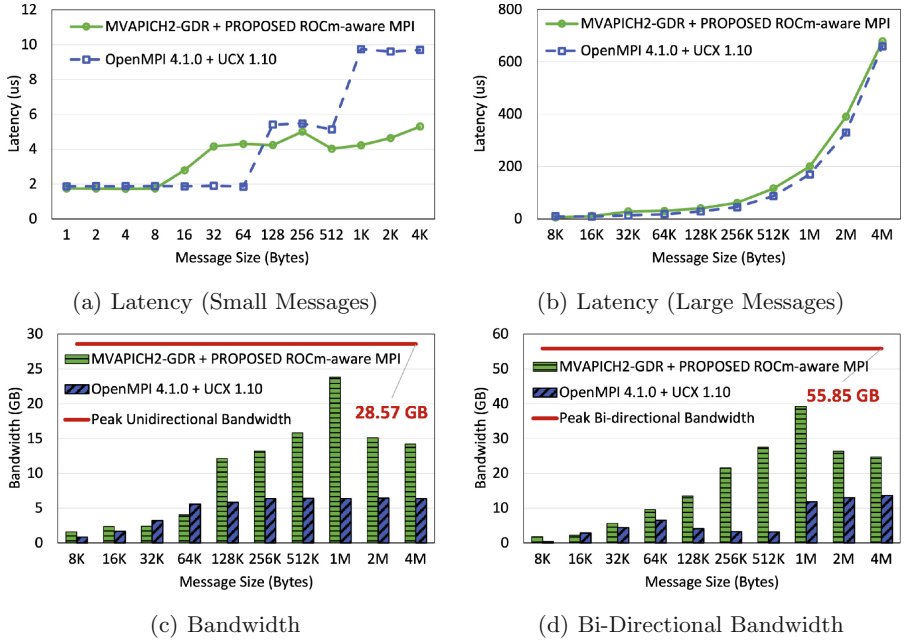 MVAPICH2-GDR + PROPOSED ROCm-aware MPI
OpenMPI 4.1.0 + UCX 1.10
Latency (us)
12
10
8
6
4
2
0
1 2 4 8 16 32 64 128 256 512 1K 2K 4K
Message Size (Bytes)
(a) Latency (Small Messages)
MVAPICH2-GDR + PROPOSED ROCm-aware MPI
OpenMPI 4.1.0 + UCX 1.10
Latency (us)
800
600
400
200
0
8K 16K 32K 64K 128K 256K 512K 1M 2M 4M
Message Size (Bytes)
(b) Latency (Large Messages)
MVAPICH2-GDR + PROPOSED ROCm-aware MPI
OpenMPI 4.1.0 + UCX 1.10
Peak Unidirectional Bandwidth
28.57 GB
Bandwidth (GB)
30
25
20
15
10
5
0
8K 16K 32K 64K 128K 256K 512K 1M 2M 4M
Message Size (Bytes)
(c) Bandwidth
MVAPICH2-GDR + PROPOSED ROCm-aware MPI
OpenMPI 4.1.0 + UCX 1.10
Peak Bi-directional Bandwidth
55.85 GB
Bandwidth (GB)
60
50
40
30
20
10
0
8K 16K 32K 64K 128K 256K 512K 1M 2M 4M
Message Size (Bytes)
(d) Bi-Directional Bandwidth